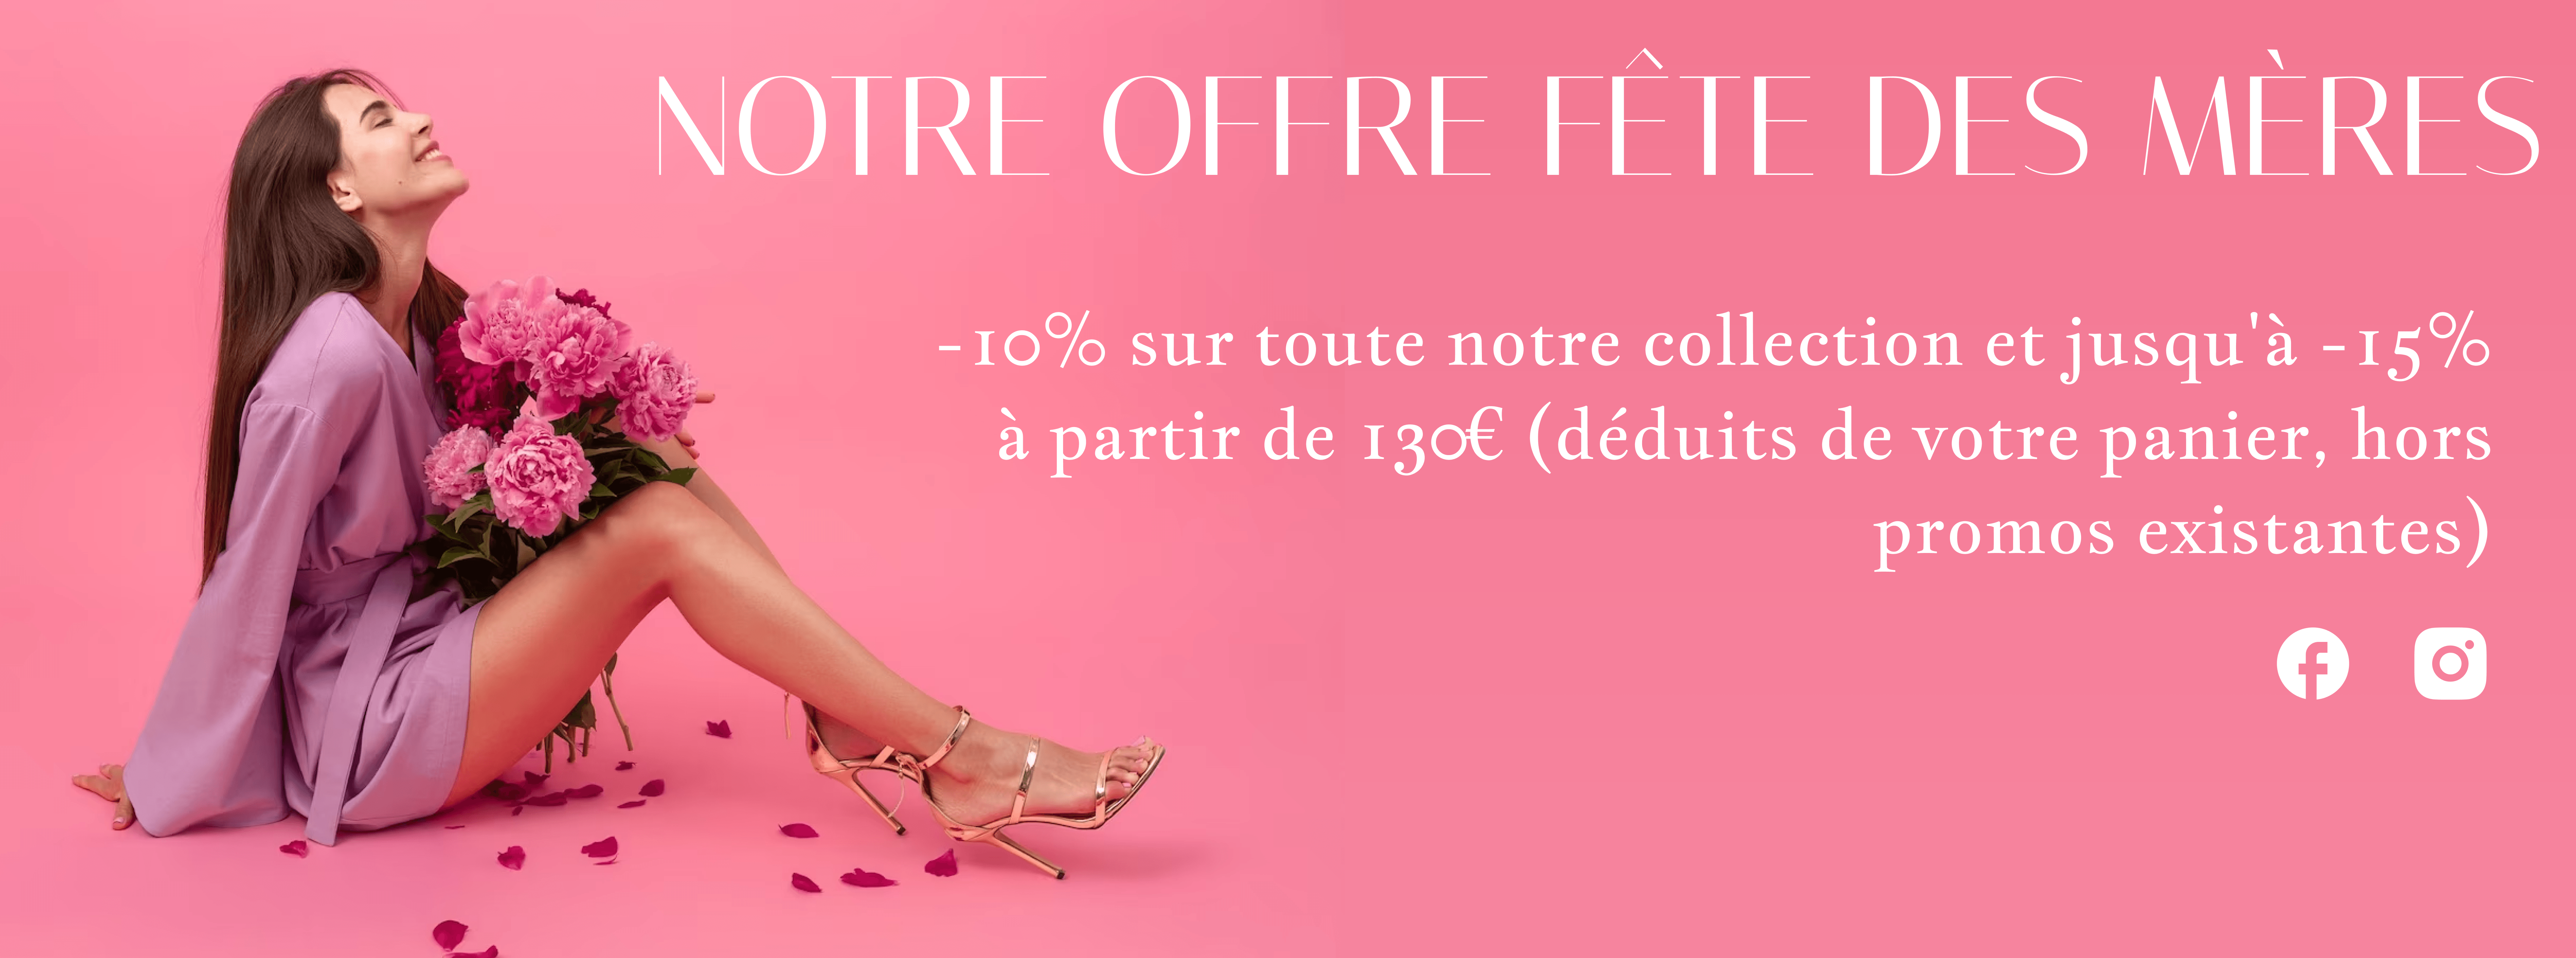 NOTRE OFFRE FÊTE DES MÈRES
-10% sur toute notre collection et jusqu'à -15%
à partir de 130€ (déduits de votre panier, hors
promos existantes)